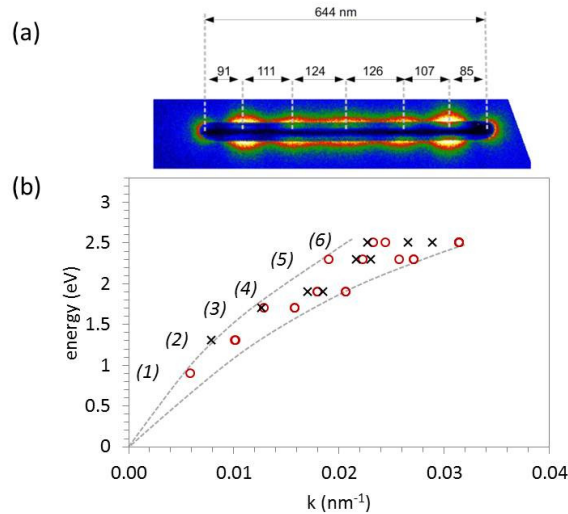 (a)
644 nm
91 111 124 126 107 85
(b)
3
2.5
2
1.5
1
0.5
0
energy (eV)
(1) (2) (3) (4) (5) (6)
0.00 0.01 0.02 0.03 0.04
k (nm⁻¹)